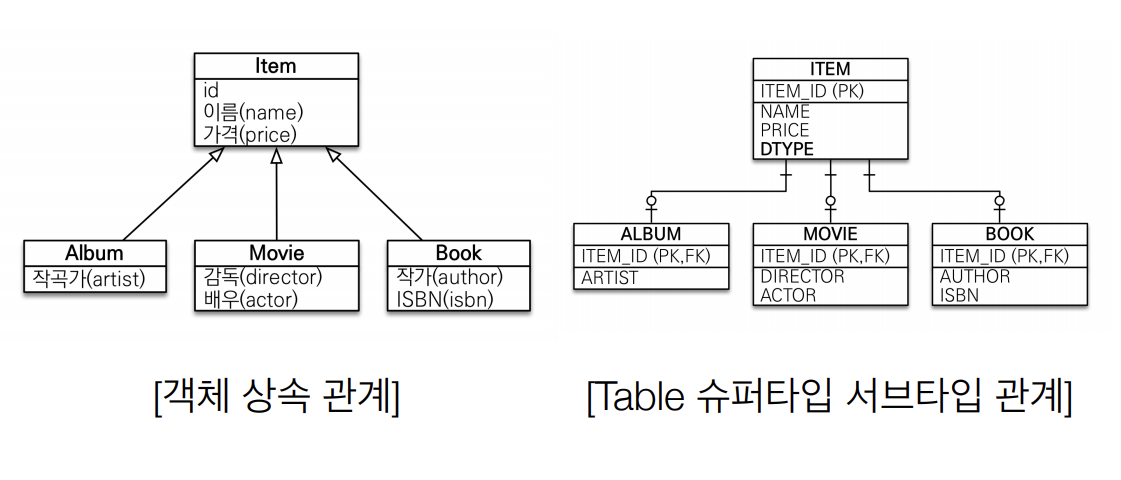 Item
id
이름(name)
가격(price)
Album
작곡가(artist)
Movie
감독(director)
배우(actor)
Book
작가(author)
ISBN(isbn)
[객체 상속 관계]
ITEM
ITEM_ID (PK)
NAME
PRICE
DTYPE
ALBUM
ITEM_ID (PK,FK)
ARTIST
MOVIE
ITEM_ID (PK,FK)
DIRECTOR
ACTOR
BOOK
ITEM_ID (PK,FK)
AUTHOR
ISBN
[Table 슈퍼타입 서브타입 관계]